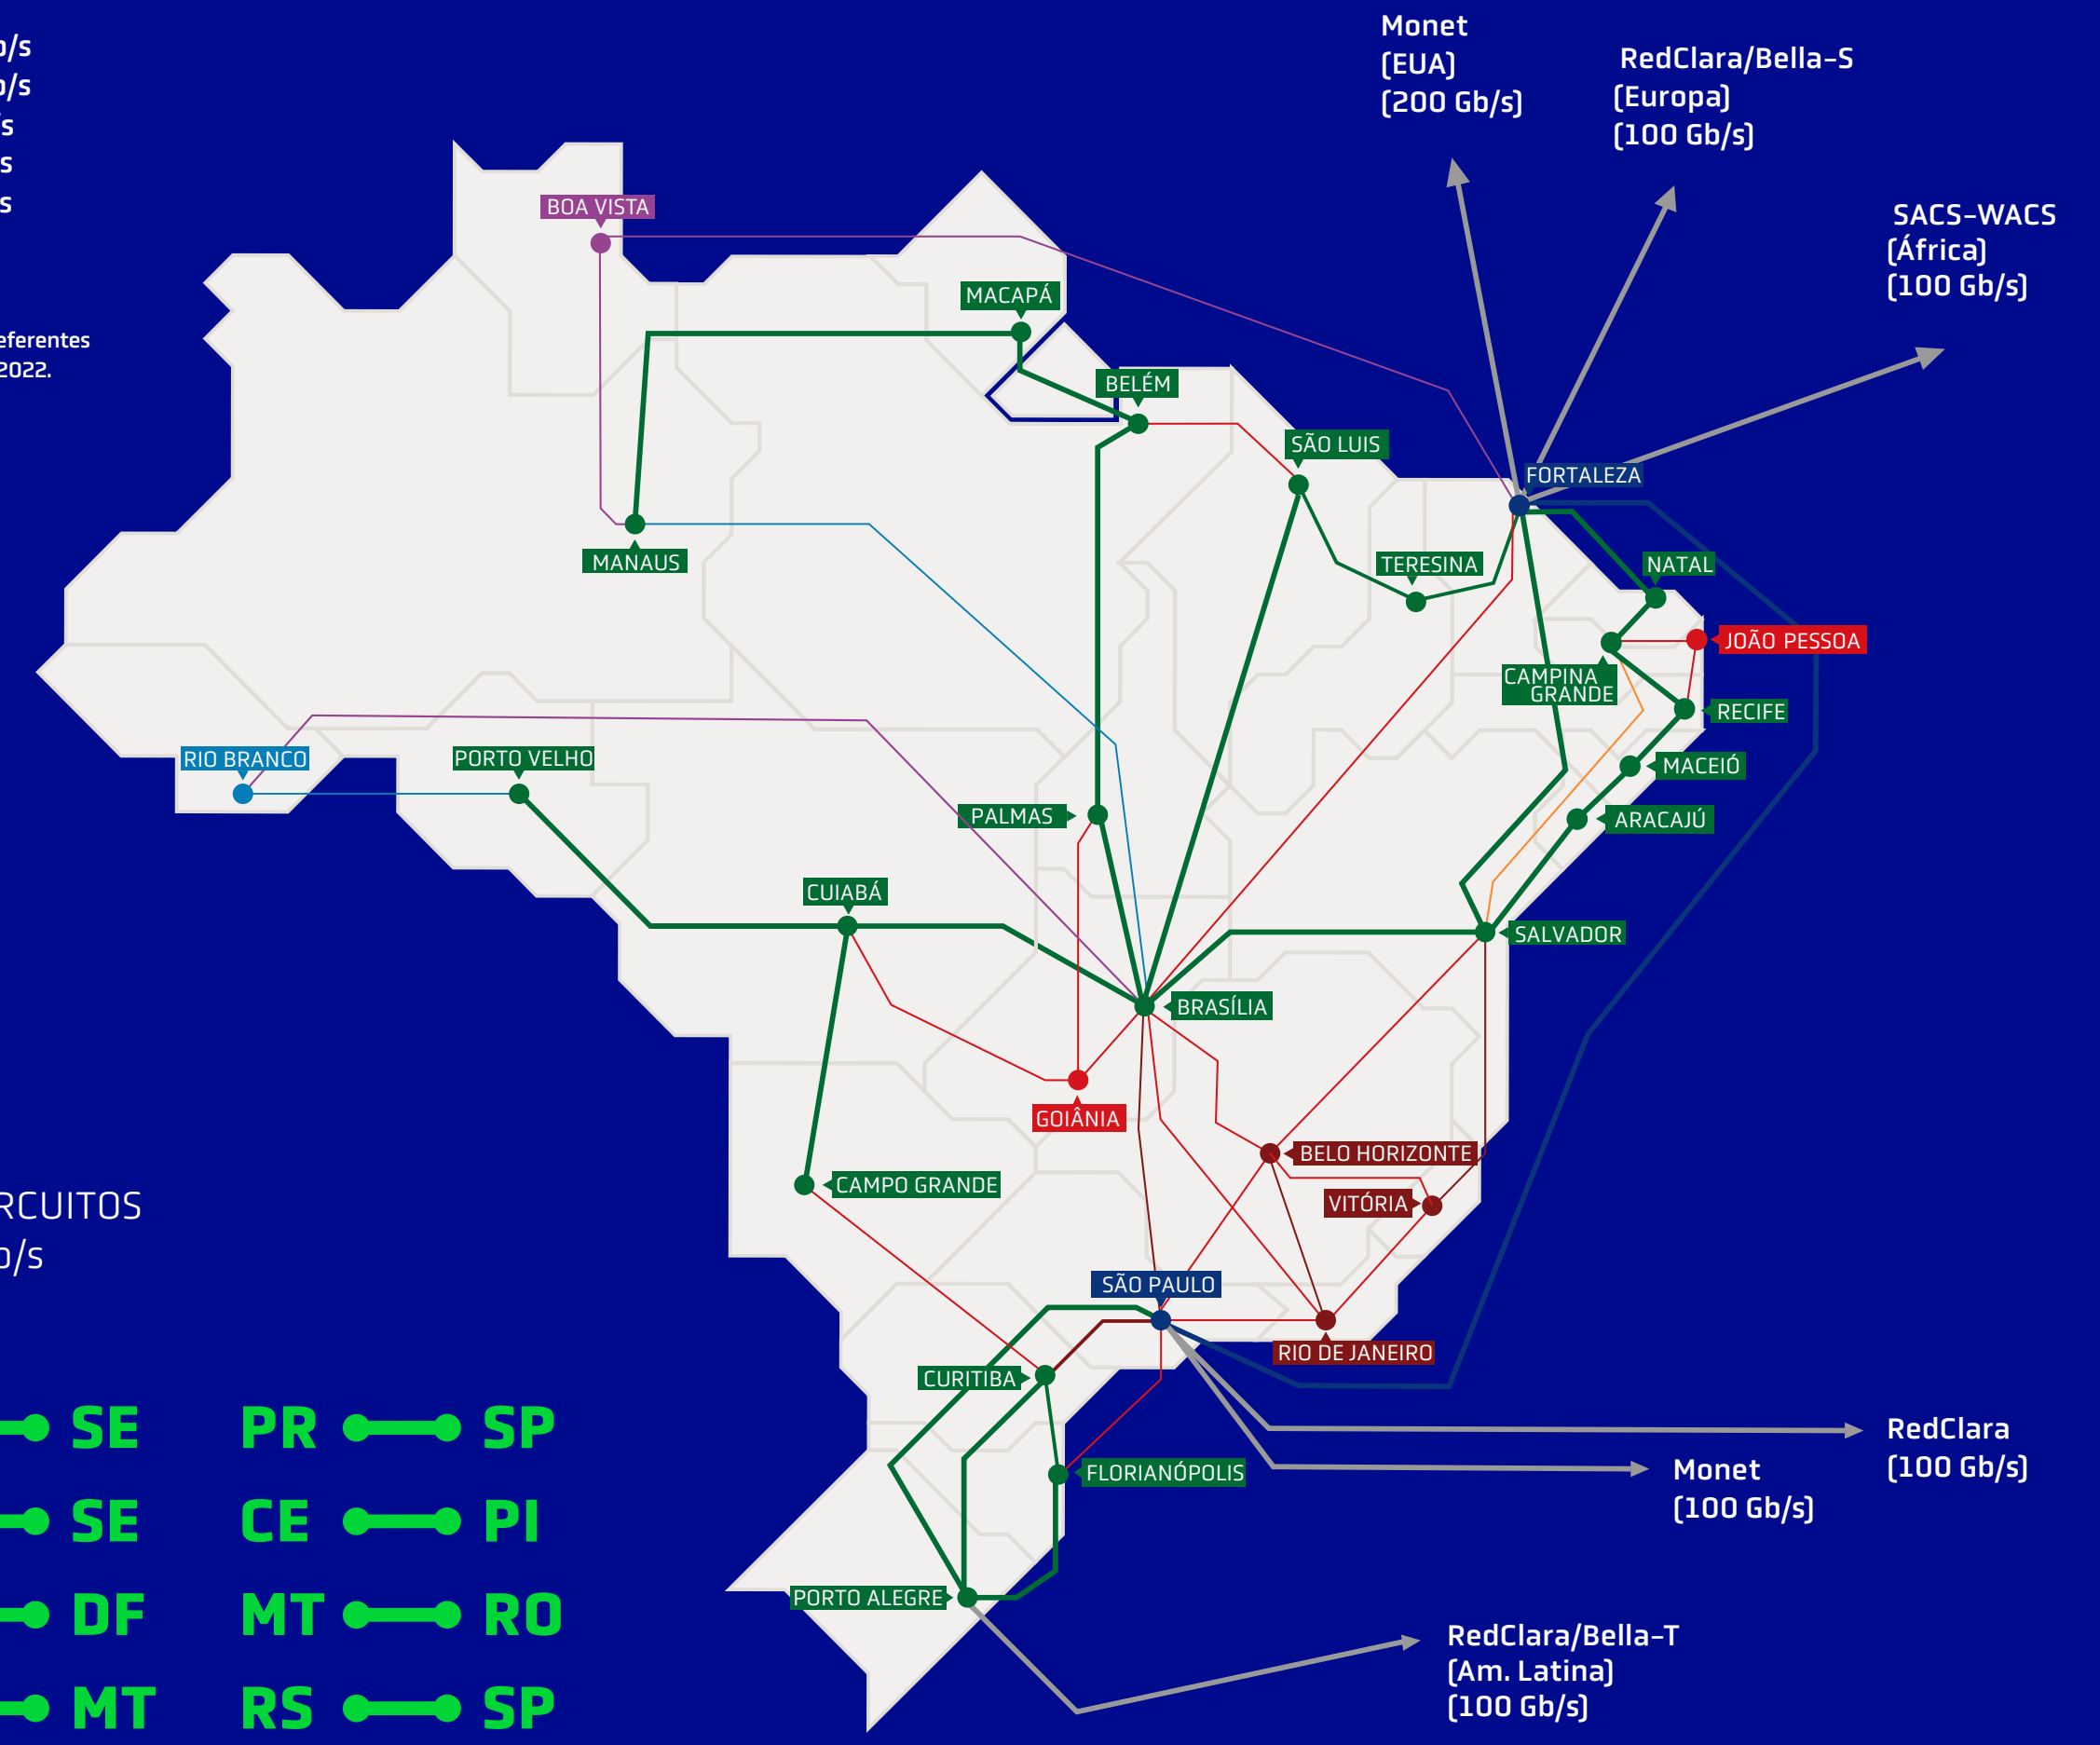 Monet
(EUA)
(200 Gb/s)
RedClara/Bella-S
(Europa)
(100 Gb/s)
SACS-WACS
(África)
(100 Gb/s)
2022.
BOA VISTA
MACAPÁ
BELÉM
SÃO LUIS
FORTALEZA
MANAUS
TERESINA
NATAL
JOÃO PESSOA
CAMPINA
GRANDE
RECIFE
RIO BRANCO
PORTO VELHO
MACEIÓ
PALMAS
ARACAJÚ
CUIABÁ
SALVADOR
BRASÍLIA
GOIÂNIA
BELO HORIZONTE
CAMPO GRANDE
VITÓRIA
SÃO PAULO
RIO DE JANEIRO
CURITIBA
FLORIANÓPOLIS
PORTO ALEGRE
RedClara
(100 Gb/s)
Monet
(100 Gb/s)
RedClara/Bella-T
(Am. Latina)
(100 Gb/s)
SE PR SP
SE CE PI
DF MT RO
MT RS SP